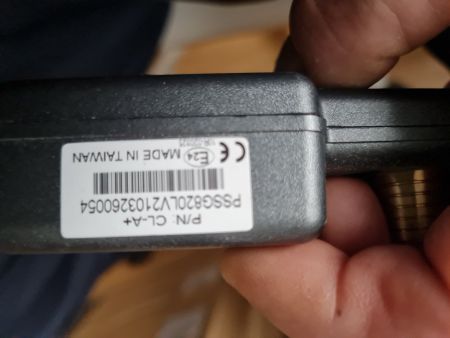 P/N: CL-A+
PSSG820LV2103260054
CE E24 MADE IN TAIWAN